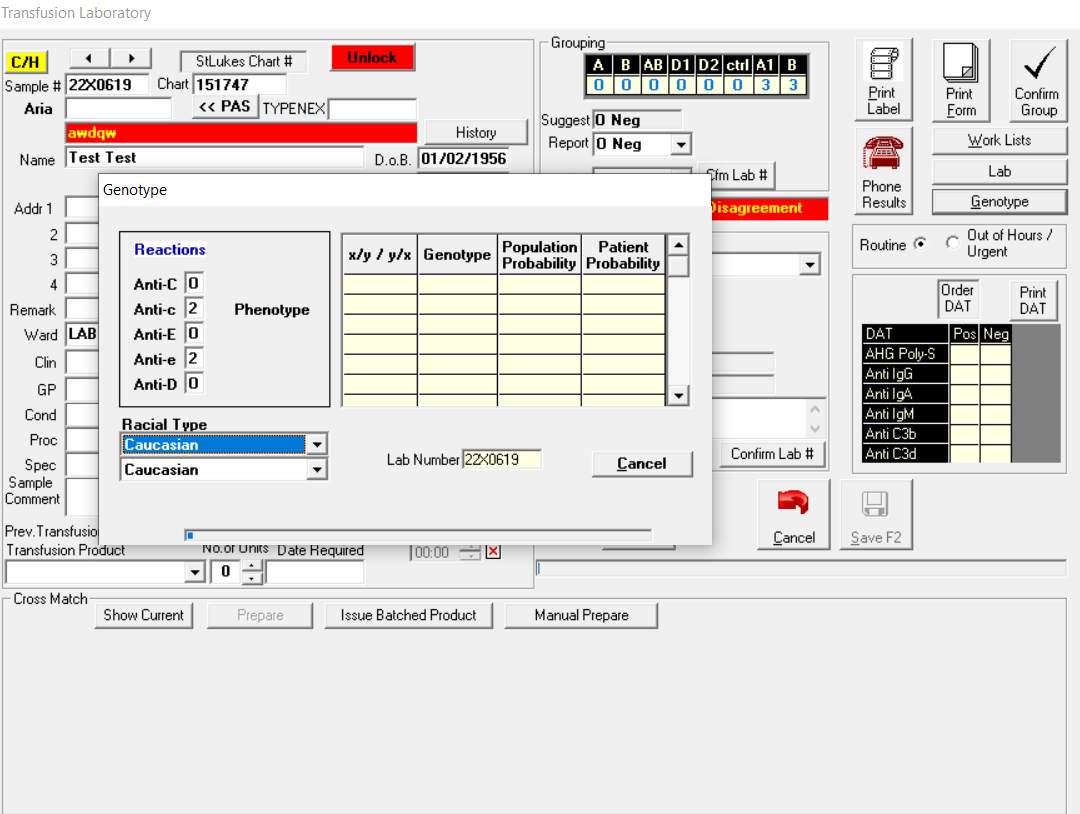 Transfusion Laboratory
C/H
StLukes Chart #
Unlock
Sample # 22X0619 Chart 151747
Aria << PAS TYPENEX
awdqw
History
Name Test Test D.o.B. 01/02/1956
Grouping
A B AB D1 D2 ctrl A1 B
0 0 0 0 0 0 3 3
Suggest O Neg
Report O Neg
Cfm Lab #
Disagreement
Print Label
Print Form
Confirm Group
Phone Results
Work Lists
Lab
Genotype
Routine
Out of Hours / Urgent
Order DAT
Print DAT
DAT Pos Neg
AHG Poly-S
Anti IgG
Anti IgA
Anti IgM
Anti C3b
Anti C3d
Addr 1
2
3
4
Remark
Ward LAB
Clin
GP
Cond
Proc
Spec
Sample Comment
Genotype
Reactions
Anti-C 0
Anti-c 2
Anti-E 0
Anti-e 2
Anti-D 0
Phenotype
x/y / y/x Genotype Population Probability Patient Probability
Racial Type
Caucasian
Caucasian
Lab Number 22X0619
Cancel
Confirm Lab #
Cancel
Save F2
Prev.Transfusio
Transfusion Product No.of Units Date Required
0
00:00
Cross Match
Show Current
Prepare
Issue Batched Product
Manual Prepare